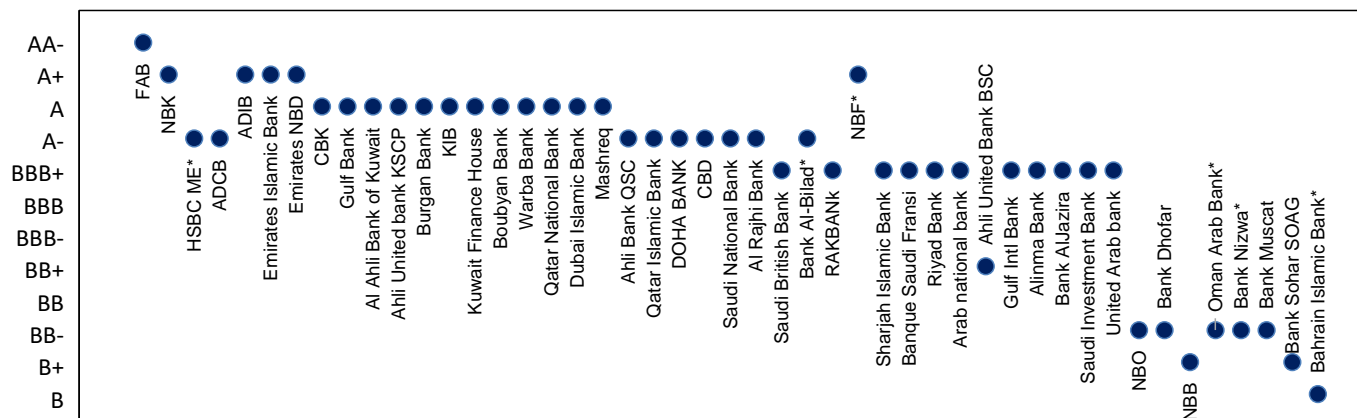 AA-
A+
A
A-
BBB+
BBB
BBB-
BB+
BB
BB-
B+
B
FAB
NBK
HSBC ME*
ADCB
ADIB
Emirates Islamic Bank
Emirates NBD
CBK
Gulf Bank
Al Ahli Bank of Kuwait
Ahli United bank KSCP
Burgan Bank
KIB
Kuwait Finance House
Boubyan Bank
Warba Bank
Qatar National Bank
Dubai Islamic Bank
Mashreq
Ahli Bank QSC
Qatar Islamic Bank
DOHA BANK
CBD
Saudi National Bank
Al Rajhi Bank
Saudi British Bank
Bank Al-Bilad*
RAKBANk
NBF*
Sharjah Islamic Bank
Banque Saudi Fransi
Riyad Bank
Arab national bank
Ahli United Bank BSC
Gulf Intl Bank
Alinma Bank
Bank AlJazira
Saudi Investment Bank
United Arab bank
NBO
Bank Dhofar
NBB
Oman Arab Bank*
Bank Nizwa*
Bank Muscat
Bank Sohar SOAG
Bahrain Islamic Bank*